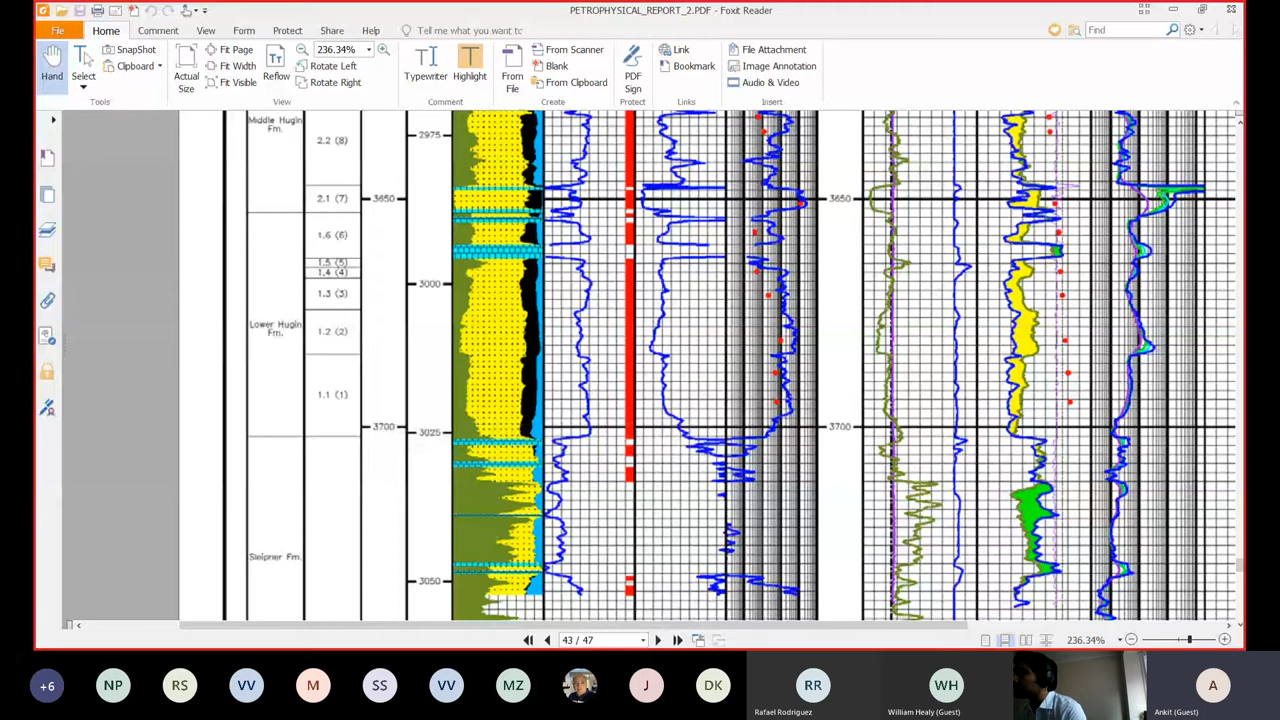 PETROPHYSICAL_REPORT_2.PDF - Foxit Reader
File Home Comment View Form Protect Share Help Tell me what you want tc Find
Hand
Select
SnapShot
Clipboard
Tools
Actual Size
Fit Page
Fit Width
Fit Visible
Reflow
236.34%
Rotate Left
Rotate Right
View
Typewriter
Highlight
Comment
From File
From Scanner
Blank
From Clipboard
Create
PDF Sign
Protect
Link
Bookmark
Links
File Attachment
Image Annotation
Audio & Video
Insert
Middle Hugin
Fm.
2.2 (8)
2975
2.1 (7)
3650
3650
1.6 (6)
1.5 (5)
1.4 (4)
1.3 (3)
3000
Lower Hugin
Fm.
1.2 (2)
1.1 (1)
3700
3025
3700
Sleipner Fm.
3050
43 / 47
236.34%
+6 NP RS VV M SS VV MZ J DK RR WH A
Rafael Rodriguez
William Healy (Guest)
Ankit (Guest)